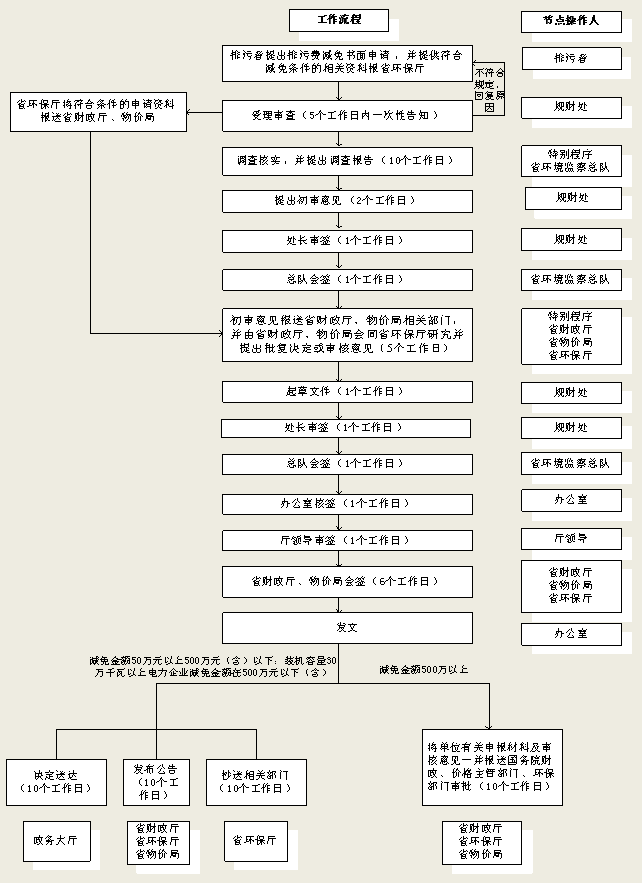 工作流程
节点操作人
排污者提出排污费减免书面申请，并提供符合
减免条件的相关资料报省环保厅
排污者
不符合
规定，
回复原
因
省环保厅将符合条件的申请资料
报送省财政厅、物价局
受理审查（5个工作日内一次性告知）
规财处
调查核实，并提出调查报告（10个工作日）
特别程序
省环境监察总队
提出初审意见（2个工作日）
规财处
处长审签（1个工作日）
规财处
总队会签（1个工作日）
省环境监察总队
初审意见报送省财政厅、物价局相关部门，
并由省财政厅、物价局会同省环保厅研究并
提出批复决定或审核意见（5个工作日）
特别程序
省财政厅
省物价局
省环保厅
起草文件（1个工作日）
规财处
处长审签（1个工作日）
规财处
总队会签（1个工作日）
省环境监察总队
办公室核签（1个工作日）
办公室
厅领导审签（1个工作日）
厅领导
省财政厅、物价局会签（6个工作日）
省财政厅
省物价局
省环保厅
发文
办公室
减免金额50万元以上500万元（含）以下；装机容量30
万千瓦以上电力企业减免金额在500万元以下（含）
减免金额500万以上
决定送达
（10个工作日）
发布公告
（10个工
作日）
抄送相关部门
（10个工作日）
将单位有关申报材料及审
核意见一并报送国务院财
政、价格主管部门、环保
部门审批（10个工作日）
政务大厅
省财政厅
省环保厅
省物价局
省环保厅
省财政厅
省环保厅
省物价局